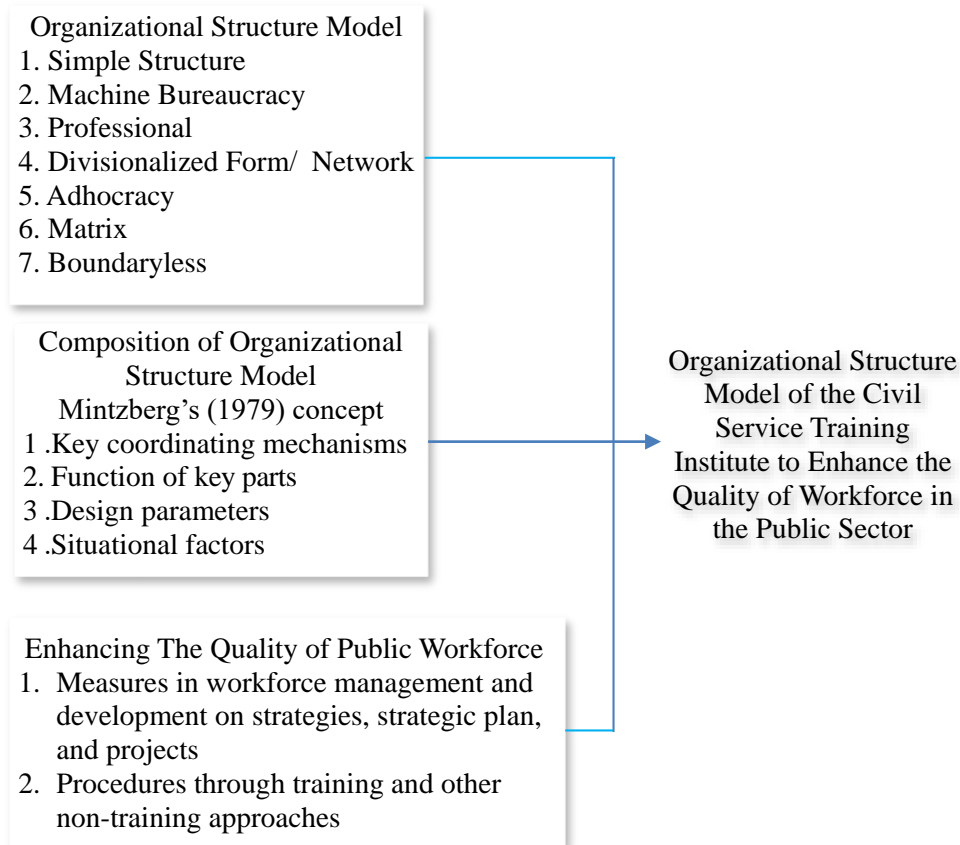 Organizational Structure Model
1. Simple Structure
2. Machine Bureaucracy
3. Professional
4. Divisionalized Form/  Network
5. Adhocracy
6. Matrix
7. Boundaryless
Composition of Organizational
Structure Model
Mintzberg’s (1979) concept
1 .Key coordinating mechanisms
2. Function of key parts
3 .Design parameters
4 .Situational factors
Enhancing The Quality of Public Workforce
1. Measures in workforce management and
development on strategies, strategic plan,
and projects
2. Procedures through training and other
non-training approaches
Organizational Structure
Model of the Civil
Service Training
Institute to Enhance the
Quality of Workforce in
the Public Sector